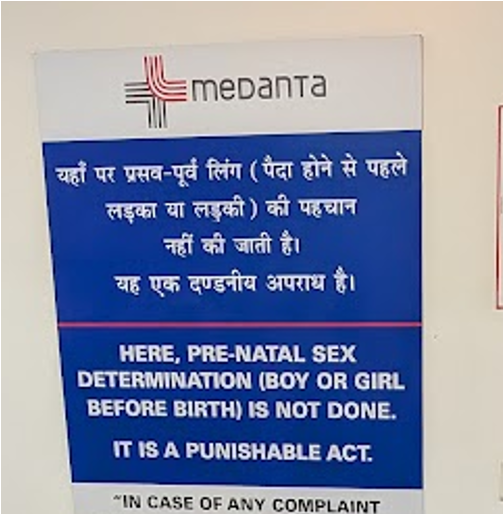 medanta
यहाँ पर प्रसव-पूर्व लिंग ( पैदा होने से पहले
लड़का या लड़की ) की पहचान
नहीं की जाती है।
यह एक दण्डनीय अपराध है।
HERE, PRE-NATAL SEX
DETERMINATION (BOY OR GIRL
BEFORE BIRTH) IS NOT DONE.
IT IS A PUNISHABLE ACT.
"IN CASE OF ANY COMPLAINT